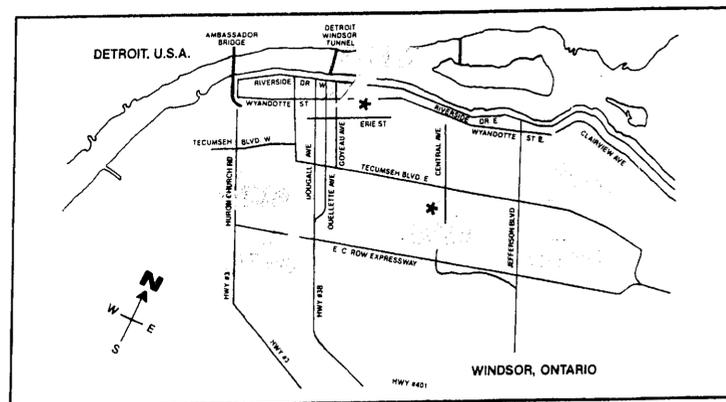 AMBASSADOR
BRIDGE
DETROIT
WINDSOR
TUNNEL
DETROIT, U.S.A.
RIVERSIDE DR W
WYANDOTTE ST
RIVERSIDE DR E.
WYANDOTTE ST E.
ERIE ST
CLAIRVIEW AVE
TECUMSEH BLVD W
HURON CHURCH RD
DOUGALL AVE
OUELLETTE AVE
GOYEAU AVE
CENTRAL AVE
TECUMSEH BLVD E
JEFFERSON BLVD
E C ROW EXPRESSWAY
N
W
E
S
HWY #3
HWY #3B
HWY #3
HWY #401
WINDSOR, ONTARIO